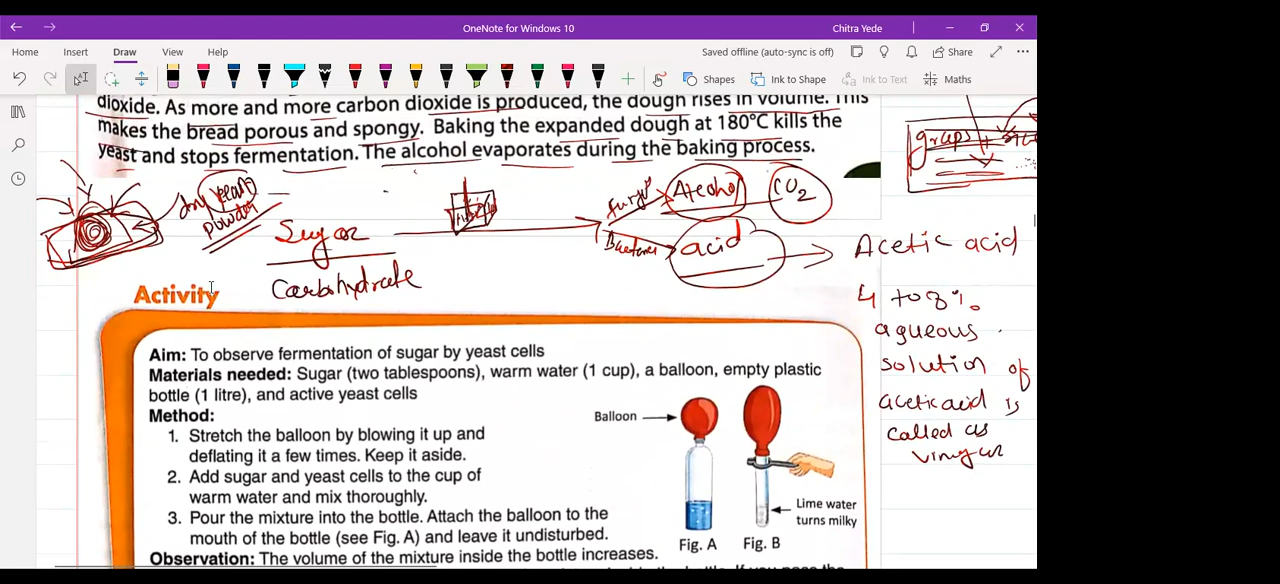 OneNote for Windows 10
Chitra Yede
Home Insert Draw View Help
Saved offline (auto-sync is off)
Share
Shapes
Ink to Shape
Ink to Text
Maths
dioxide. As more and more carbon dioxide is produced, the dough rises in volume. This
makes the bread porous and spongy. Baking the expanded dough at 180°C kills the
yeast and stops fermentation. The alcohol evaporates during the baking process.
graps +
dry yeast
powder
Sugar
Carbohydrate
fungi
Alcohol
CO2
Bacteria
acid
Acetic acid
4 to 8%
aqueous
solution of
acetic acid is
called as
Activity
Aim: To observe fermentation of sugar by yeast cells
Materials needed: Sugar (two tablespoons), warm water (1 cup), a balloon, empty plastic
bottle (1 litre), and active yeast cells
Method:
1. Stretch the balloon by blowing it up and
deflating it a few times. Keep it aside.
2. Add sugar and yeast cells to the cup of
warm water and mix thoroughly.
3. Pour the mixture into the bottle. Attach the balloon to the
mouth of the bottle (see Fig. A) and leave it undisturbed.
Observation: The volume of the mixture inside the bottle increases.
Balloon
Lime water
turns milky
Fig. A
Fig. B